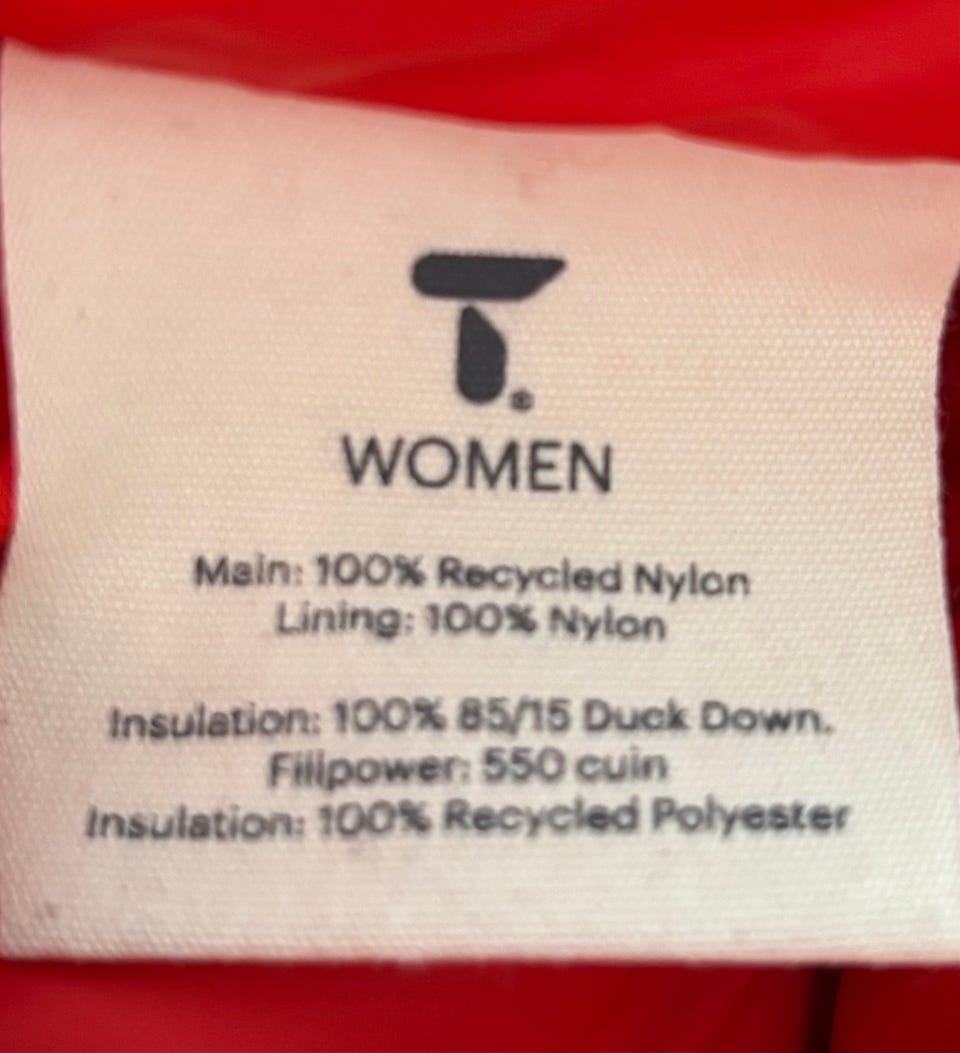 T®
WOMEN
Main: 100% Recycled Nylon
Lining: 100% Nylon
Insulation: 100% 85/15 Duck Down.
Fillpower: 550 cuin
Insulation: 100% Recycled Polyester